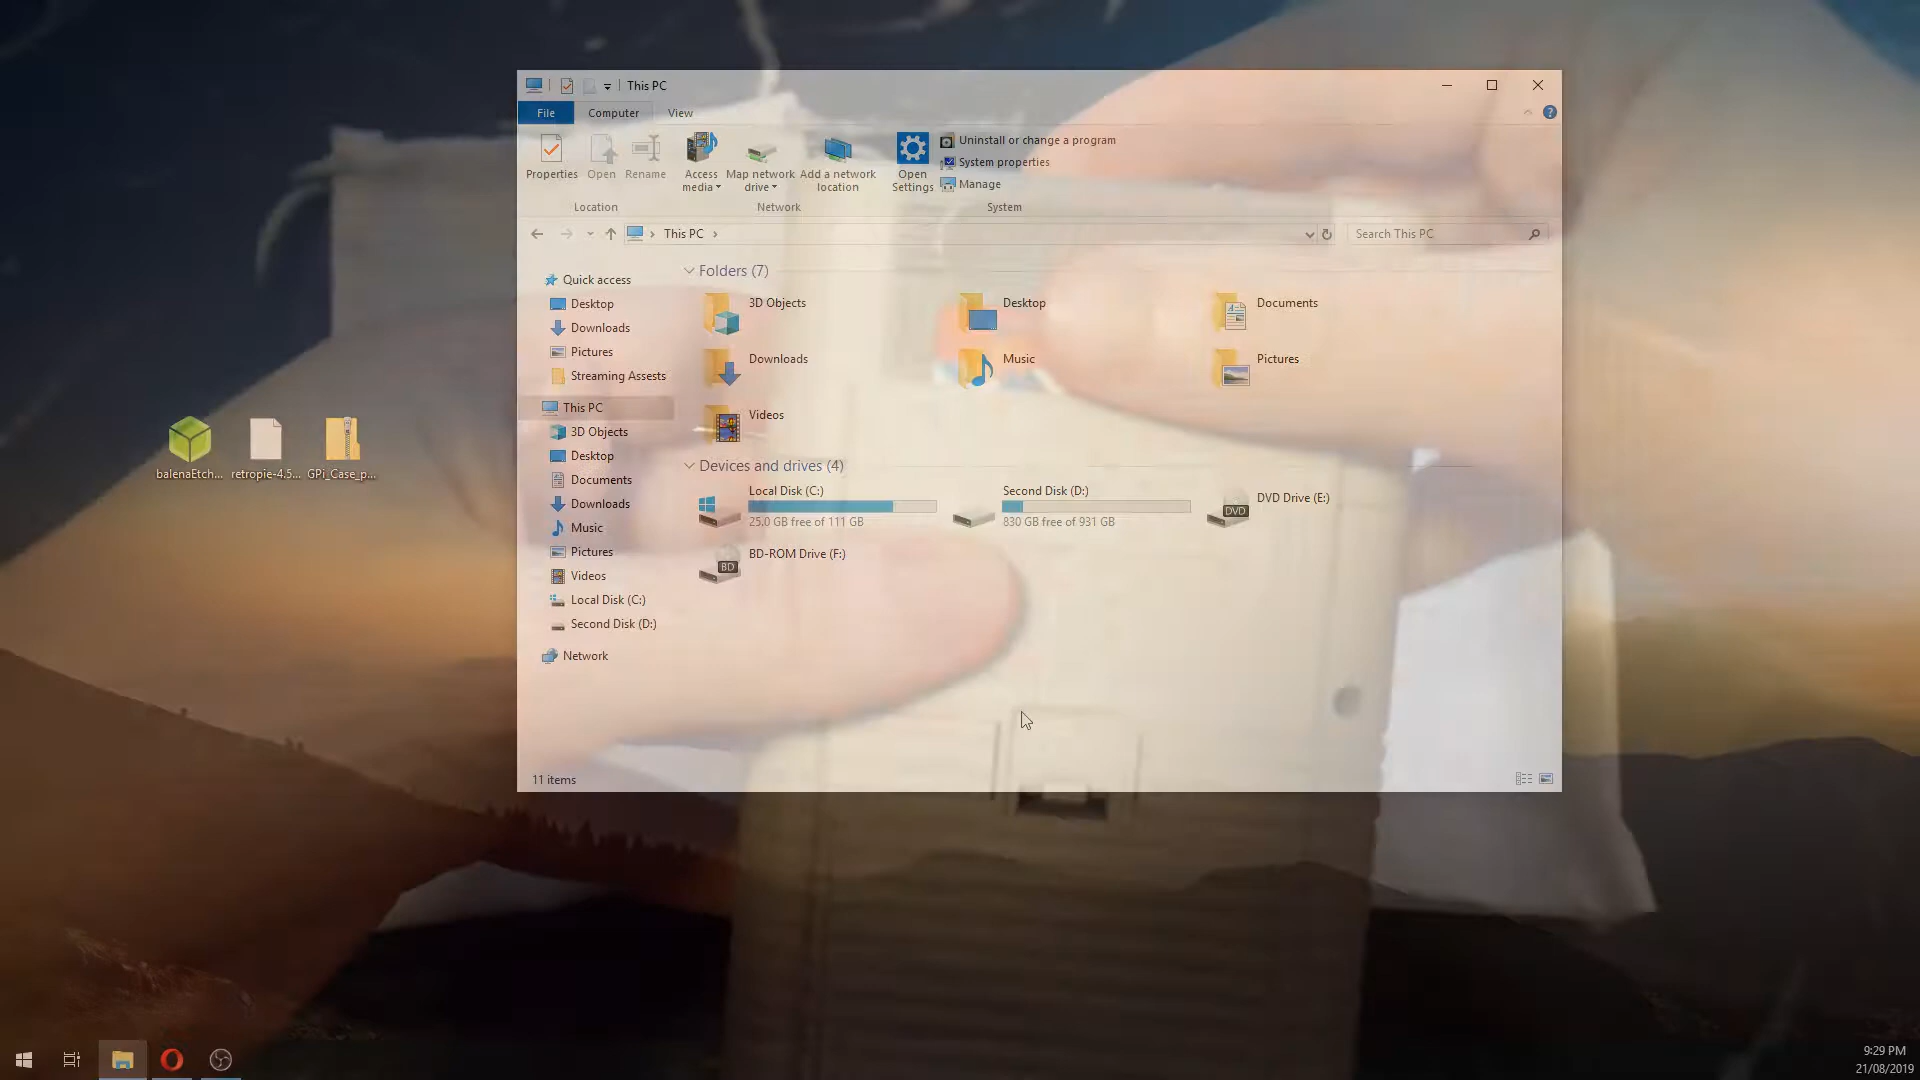 This PC
File Computer View
Properties Open Rename Access media Map network drive Add a network location Open Settings
Uninstall or change a program
System properties
Manage
Location Network System
This PC
Search This PC
Quick access
Desktop
Downloads
Pictures
Streaming Assests
This PC
3D Objects
Desktop
Documents
Downloads
Music
Pictures
Videos
Local Disk (C:)
Second Disk (D:)
Network
Folders (7)
3D Objects
Desktop
Documents
Downloads
Music
Pictures
Videos
Devices and drives (4)
Local Disk (C:)
25.0 GB free of 111 GB
Second Disk (D:)
830 GB free of 931 GB
DVD Drive (E:)
DVD
BD-ROM Drive (F:)
BD
11 items
balenaEtch...
retropie-4.5...
GPi_Case_p...
9:29 PM
21/08/2019